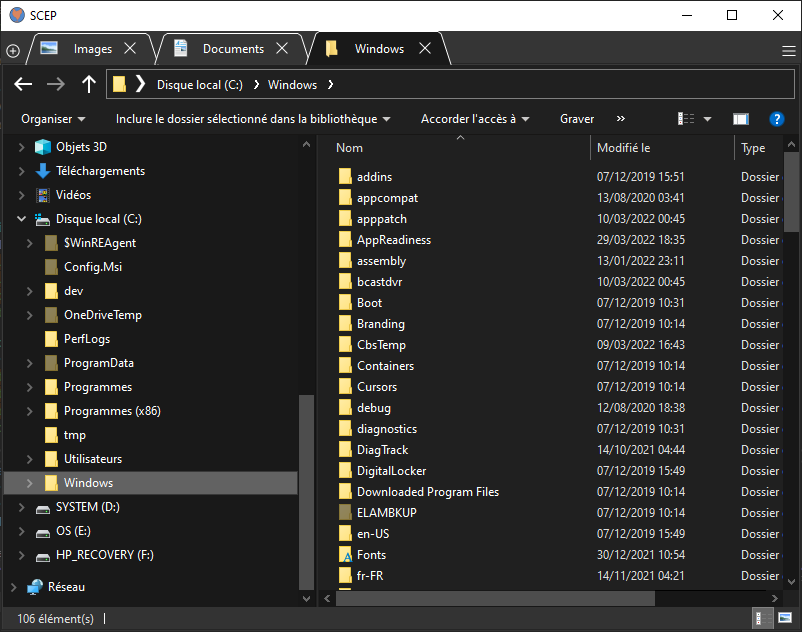 SCEP
Images
Documents
Windows
Disque local (C:) Windows
Organiser
Inclure le dossier sélectionné dans la bibliothèque
Accorder l'accès à
Graver
»
?
Objets 3D
Téléchargements
Vidéos
Disque local (C:)
$WinREAgent
Config.Msi
dev
OneDriveTemp
PerfLogs
ProgramData
Programmes
Programmes (x86)
tmp
Utilisateurs
Windows
SYSTEM (D:)
OS (E:)
HP_RECOVERY (F:)
Réseau
Nom Modifié le Type
addins 07/12/2019 15:51 Dossier
appcompat 13/08/2020 03:41 Dossier
apppatch 10/03/2022 00:45 Dossier
AppReadiness 29/03/2022 18:35 Dossier
assembly 13/01/2022 23:11 Dossier
bcastdvr 10/03/2022 00:45 Dossier
Boot 07/12/2019 10:31 Dossier
Branding 07/12/2019 10:14 Dossier
CbsTemp 09/03/2022 16:43 Dossier
Containers 07/12/2019 10:14 Dossier
Cursors 07/12/2019 10:14 Dossier
debug 12/08/2020 18:38 Dossier
diagnostics 07/12/2019 10:31 Dossier
DiagTrack 14/10/2021 04:44 Dossier
DigitalLocker 07/12/2019 15:49 Dossier
Downloaded Program Files 07/12/2019 10:14 Dossier
ELAMBKUP 07/12/2019 10:14 Dossier
en-US 07/12/2019 15:49 Dossier
Fonts 30/12/2021 10:54 Dossier
fr-FR 14/11/2021 04:21 Dossier
106 élément(s)